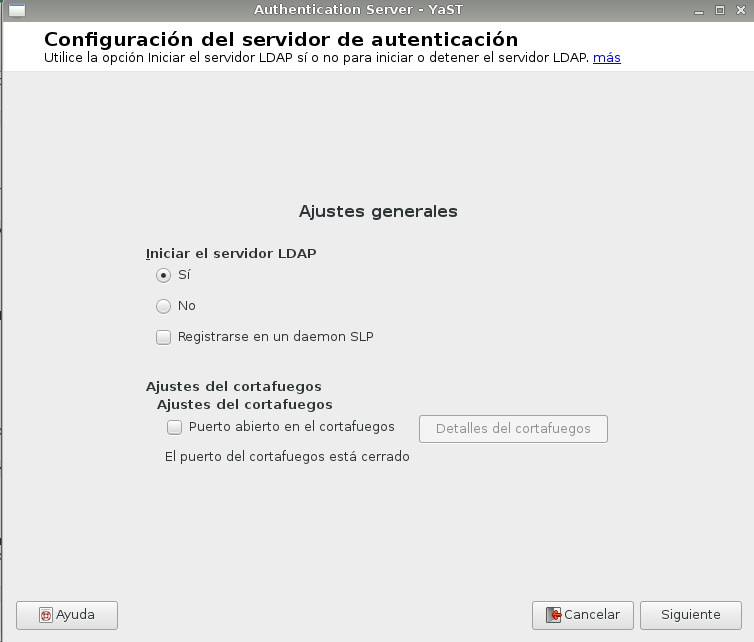 Authentication Server - YaST
Configuración del servidor de autenticación
Utilice la opción Iniciar el servidor LDAP sí o no para iniciar o detener el servidor LDAP. más
Ajustes generales
Iniciar el servidor LDAP
Sí
No
Registrarse en un daemon SLP
Ajustes del cortafuegos
Ajustes del cortafuegos
Puerto abierto en el cortafuegos
Detalles del cortafuegos
El puerto del cortafuegos está cerrado
Ayuda
Cancelar
Siguiente